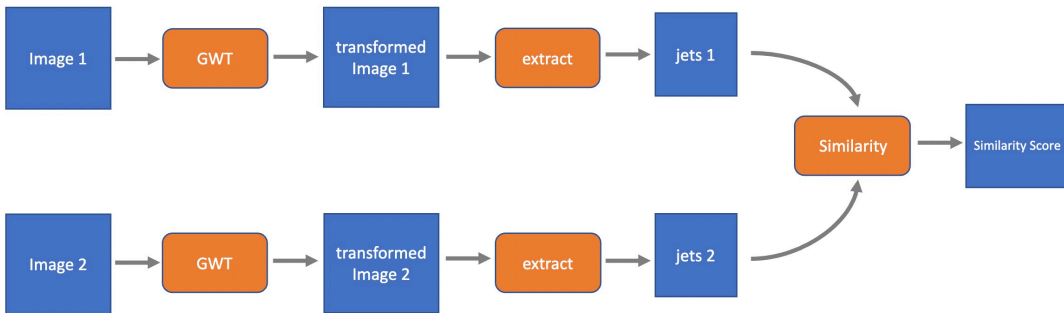 Image 1
GWT
transformed
Image 1
extract
jets 1
Similarity
Similarity Score
Image 2
GWT
transformed
Image 2
extract
jets 2